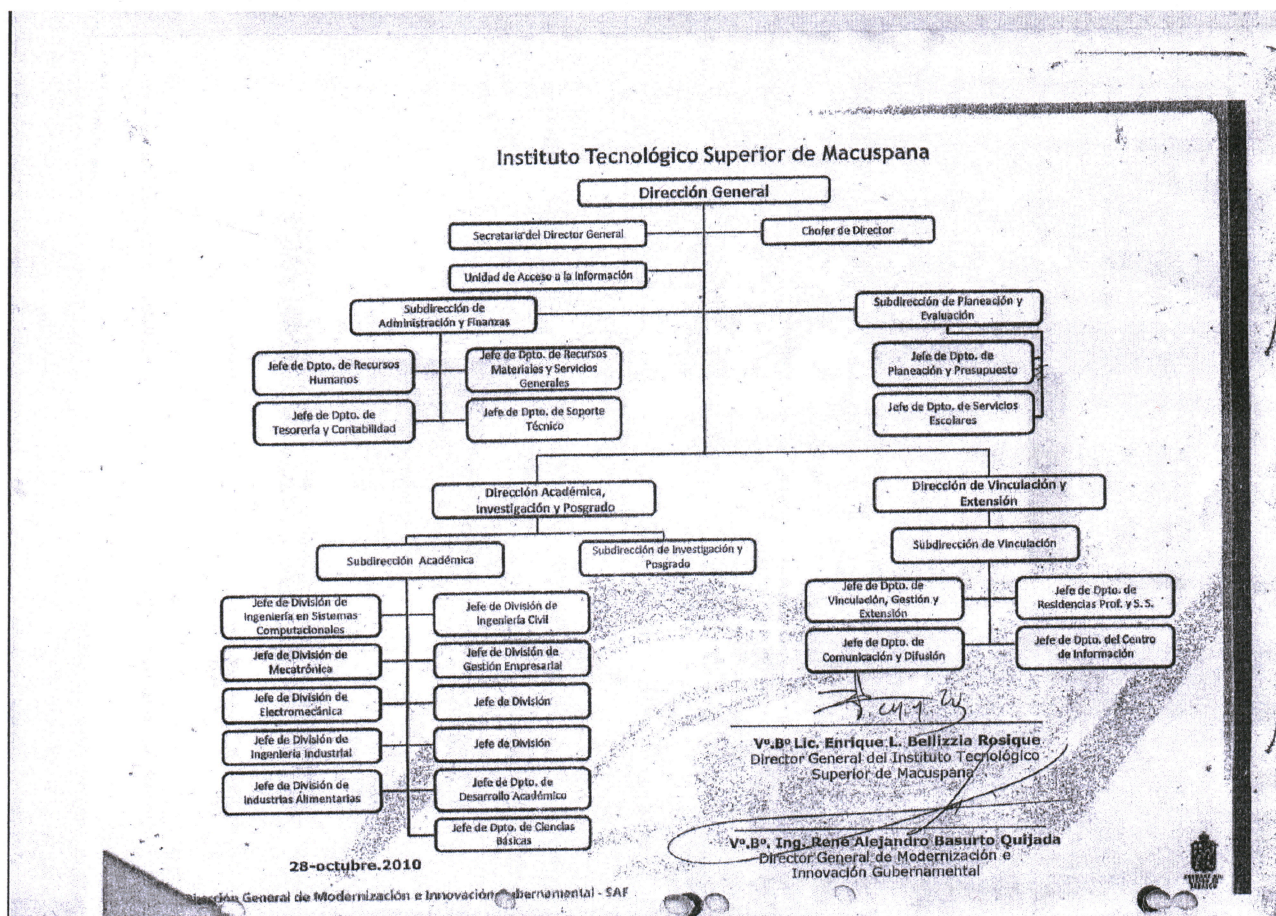 Instituto Tecnológico Superior de Macuspana
Dirección General
Secretaria del Director General
Chofer de Director
Unidad de Acceso a la Información
Subdirección de
Administración y Finanzas
Subdirección de Planeación y
Evaluación
Jefe de Dpto. de Recursos
Humanos
Jefe de Dpto. de Recursos
Materiales y Servicios
Generales
Jefe de Dpto. de
Tesorería y Contabilidad
Jefe de Dpto. de Soporte
Técnico
Jefe de Dpto. de
Planeación y Presupuesto
Jefe de Dpto. de Servicios
Escolares
Dirección Académica,
Investigación y Posgrado
Dirección de Vinculación y
Extensión
Subdirección Académica
Subdirección de Investigación y
Posgrado
Subdirección de Vinculación
Jefe de División de
Ingeniería en Sistemas
Computacionales
Jefe de División de
Ingeniería Civil
Jefe de División de
Mecatrónica
Jefe de División de
Gestión Empresarial
Jefe de División de
Electromecánica
Jefe de División
Jefe de División de
Ingeniería Industrial
Jefe de División
Jefe de División de
Industrias Alimentarias
Jefe de Dpto. de
Desarrollo Académico
Jefe de Dpto. de Ciencias
Básicas
Jefe de Dpto. de
Vinculación, Gestión y
Extensión
Jefe de Dpto. de
Residencias Prof. y S.S.
Jefe de Dpto. de
Comunicación y Difusión
Jefe de Dpto. del Centro
de Información
Vº.Bº Lic. Enrique L. Bellizzia Rosique
Director General del Instituto Tecnológico
Superior de Macuspana
Vº.Bº. Ing. René Alejandro Basurto Quijada
Director General de Modernización e
Innovación Gubernamental
28-octubre.2010
Dirección General de Modernización e Innovación Gubernamental - SAF